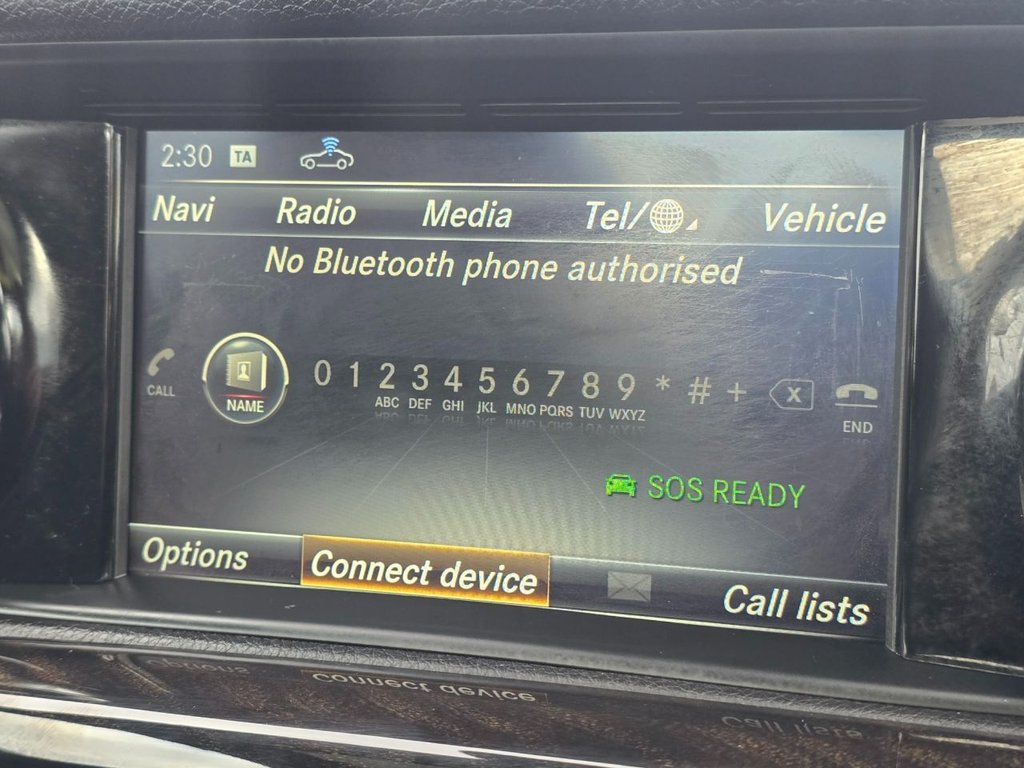 2:30 TA
Navi Radio Media Tel/ Vehicle
No Bluetooth phone authorised
CALL NAME 0 1 2 3 4 5 6 7 8 9 * # + X END
ABC DEF GHI JKL MNO PQRS TUV WXYZ
SOS READY
Options Connect device Call lists